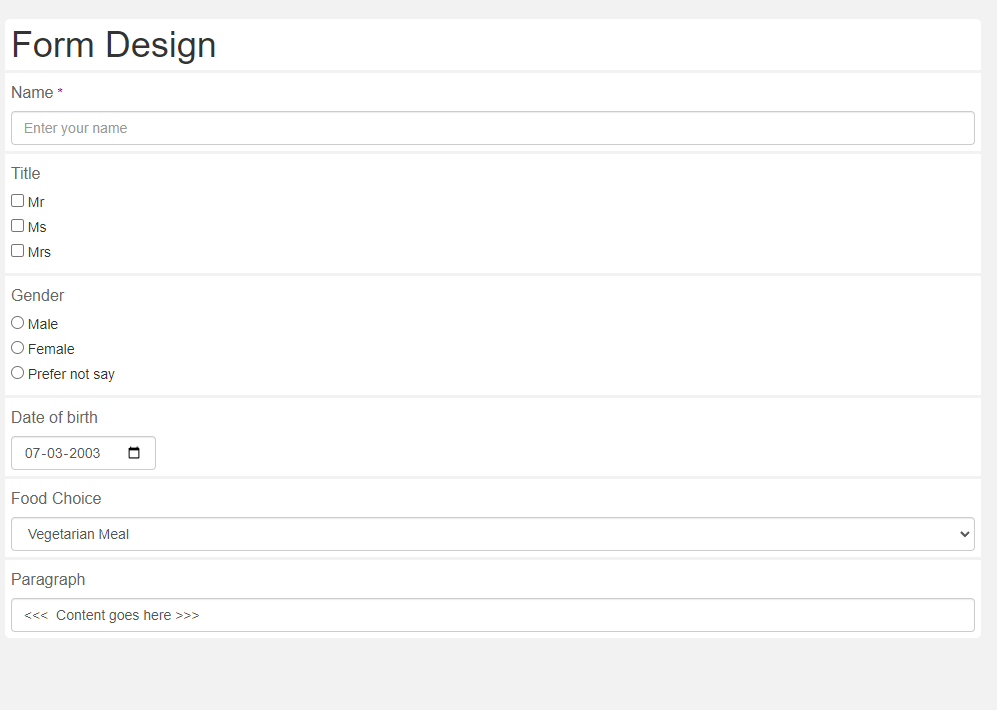 Form Design
Name *
Enter your name
Title
Mr
Ms
Mrs
Gender
Male
Female
Prefer not say
Date of birth
07-03-2003
Food Choice
Vegetarian Meal
Paragraph
<<<  Content goes here >>>